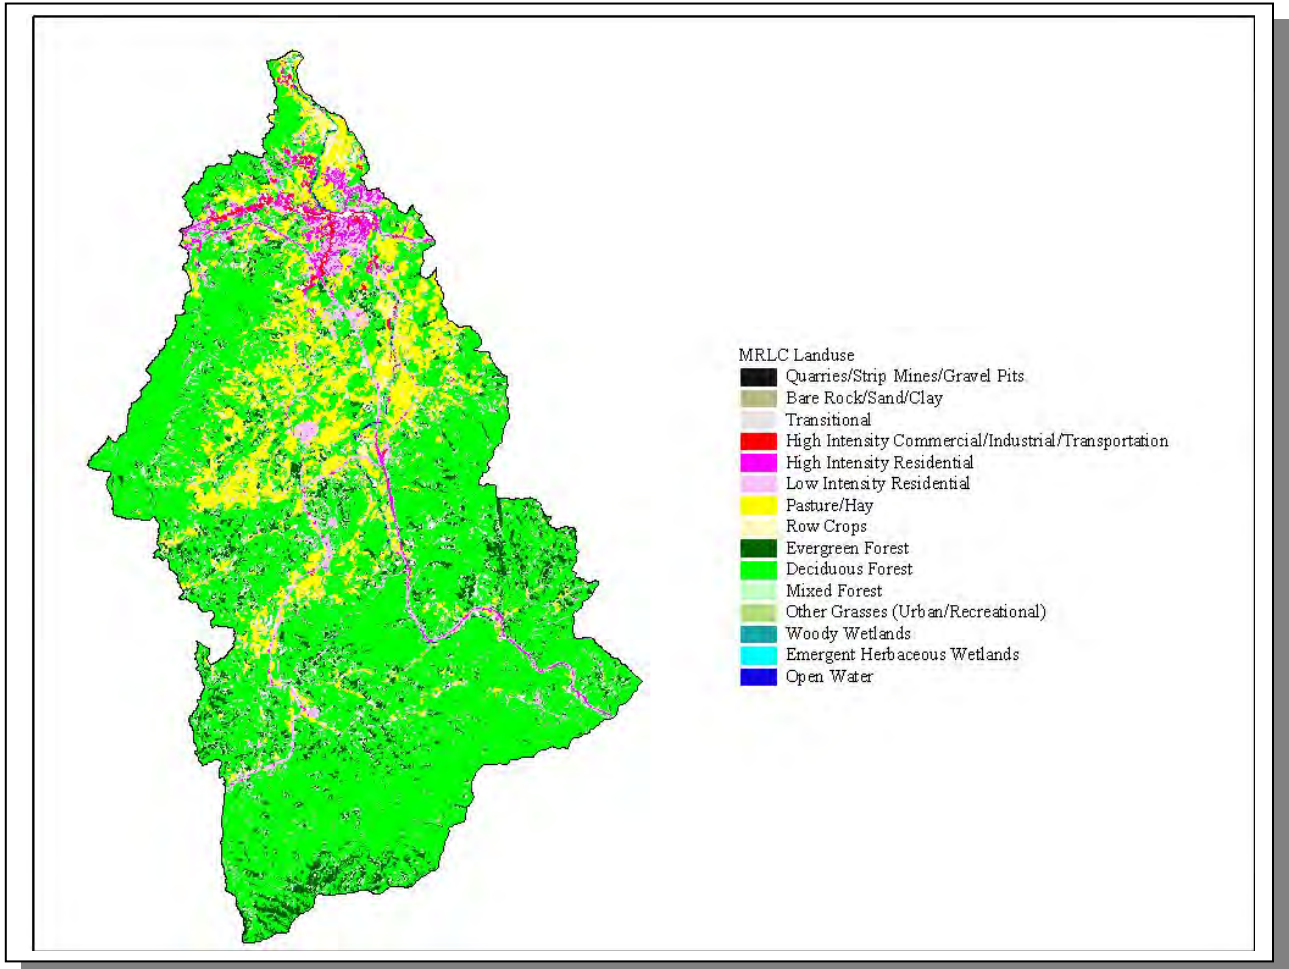 MRLC Landuse
Quarries/Strip Mines/Gravel Pits
Bare Rock/Sand/Clay
Transitional
High Intensity Commercial/Industrial/Transportation
High Intensity Residential
Low Intensity Residential
Pasture/Hay
Row Crops
Evergreen Forest
Deciduous Forest
Mixed Forest
Other Grasses (Urban/Recreational)
Woody Wetlands
Emergent Herbaceous Wetlands
Open Water